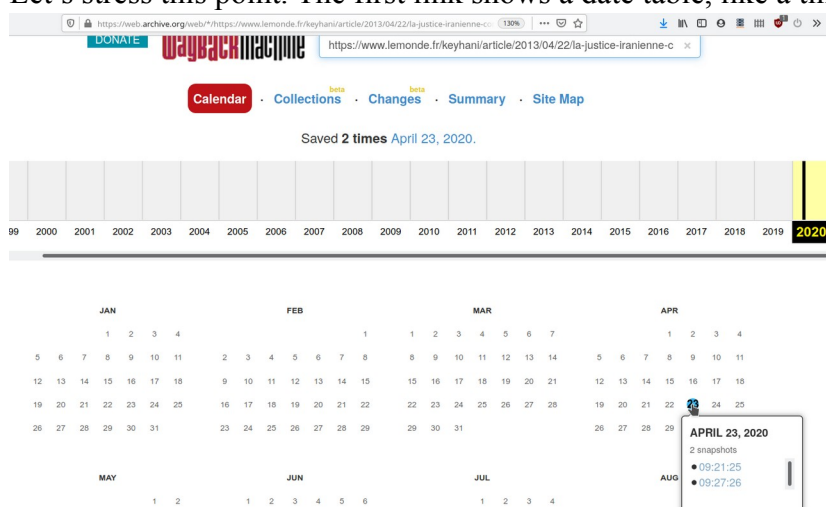 Let's stress this point. The first link shows a date table, like a
https://web.archive.org/web/*/https://www.lemonde.fr/keyhani/article/2013/04/22/la-justice-iranienne-co 130%
DONATE WayBackMachine https://www.lemonde.fr/keyhani/article/2013/04/22/la-justice-iranienne-c ×
Calendar · Collections beta · Changes beta · Summary · Site Map
Saved 2 times April 23, 2020.
99 2000 2001 2002 2003 2004 2005 2006 2007 2008 2009 2010 2011 2012 2013 2014 2015 2016 2017 2018 2019 2020
JAN FEB MAR APR
1 2 3 4 1 1 2 3 4 5 6 7 1 2 3 4
5 6 7 8 9 10 11 2 3 4 5 6 7 8 8 9 10 11 12 13 14 5 6 7 8 9 10 11
12 13 14 15 16 17 18 9 10 11 12 13 14 15 15 16 17 18 19 20 21 12 13 14 15 16 17 18
19 20 21 22 23 24 25 16 17 18 19 20 21 22 22 23 24 25 26 27 28 19 20 21 22 23 24 25
26 27 28 29 30 31 23 24 25 26 27 28 29 29 30 31 26 27 28 29
APRIL 23, 2020
2 snapshots
• 09:21:25
• 09:27:26
MAY JUN JUL AUG
1 2 1 2 3 4 5 6 1 2 3 4